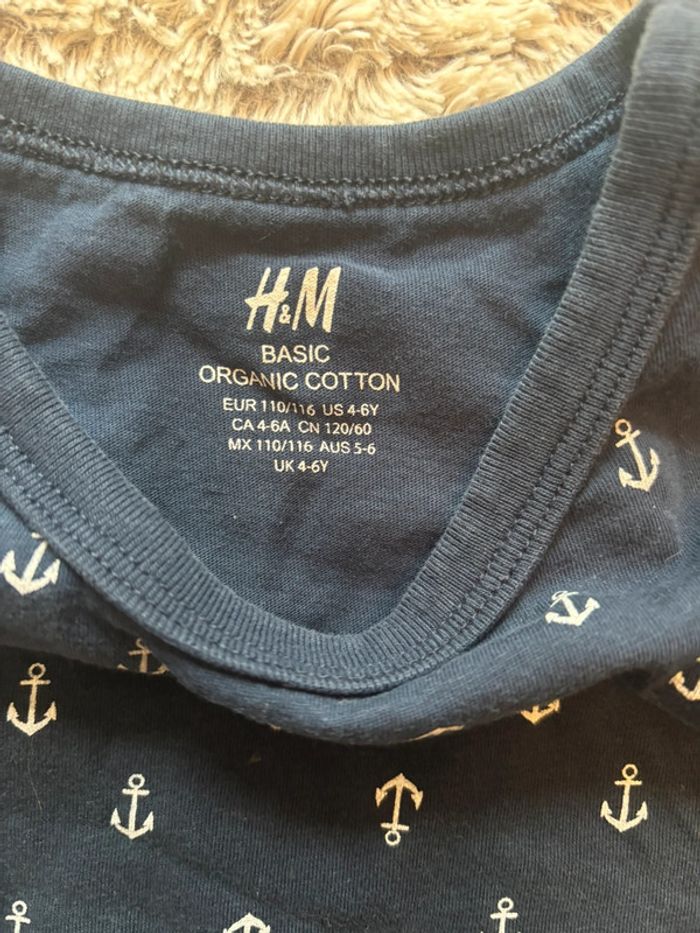 H&M
BASIC
ORGANIC COTTON
EUR 110/116 US 4-6Y
CA 4-6A CN 120/60
MX 110/116 AUS 5-6
UK 4-6Y